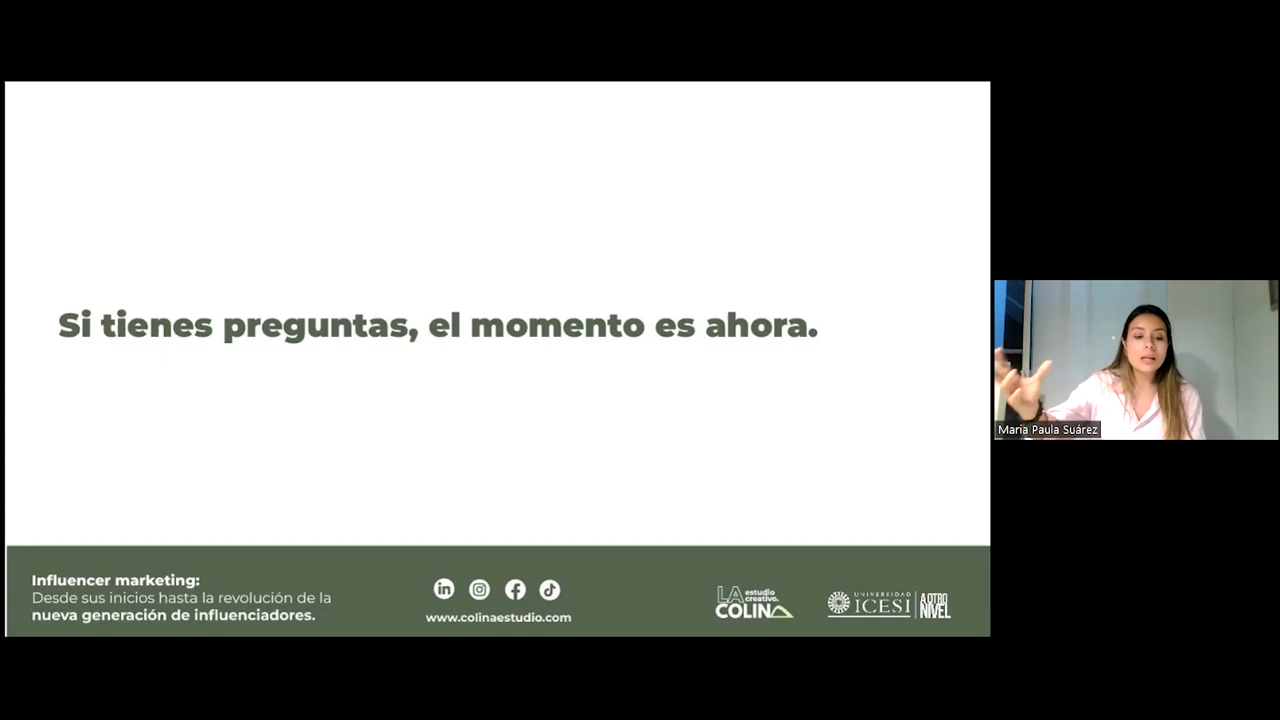 Si tienes preguntas, el momento es ahora.
Maria Paula Suárez
Influencer marketing:
Desde sus inicios hasta la revolución de la
nueva generación de influenciadores.
in
www.colinaestudio.com
LA estudio creativo.
COLINA
UNIVERSIDAD
ICESI
A OTRO
NIVEL